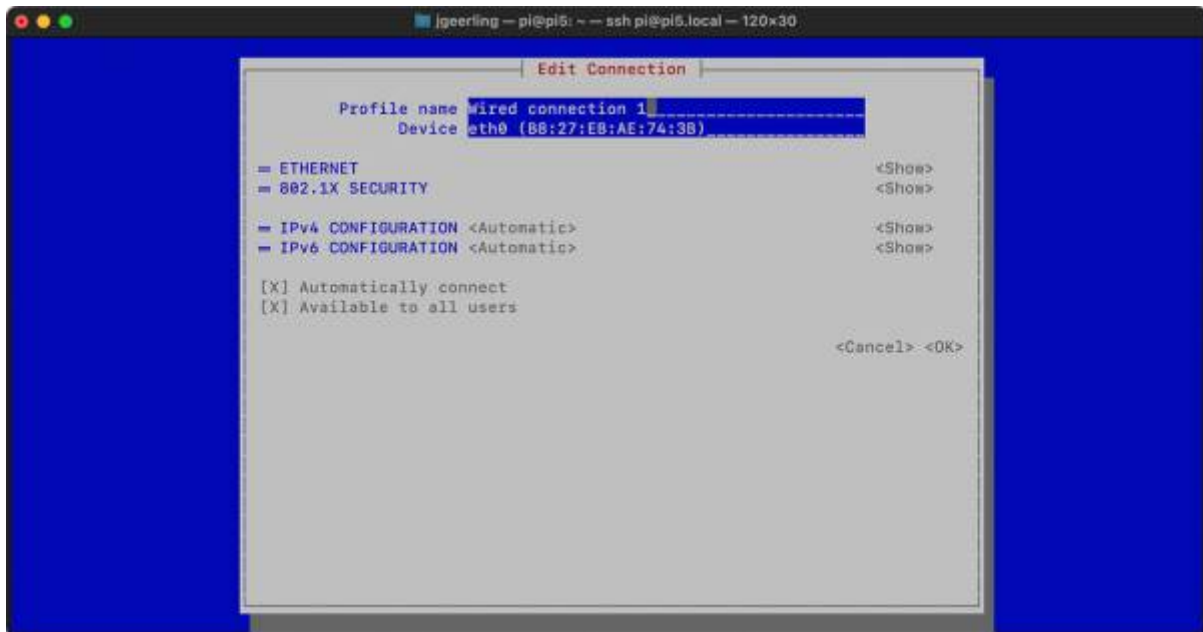 jgeerling — pi@pi5: ~ — ssh pi@pi5.local — 120×30
Edit Connection
Profile name Wired connection 1
Device eth0 (B8:27:EB:AE:74:3B)
= ETHERNET <Show>
= 802.1X SECURITY <Show>
= IPv4 CONFIGURATION <Automatic> <Show>
= IPv6 CONFIGURATION <Automatic> <Show>
[X] Automatically connect
[X] Available to all users
<Cancel> <OK>